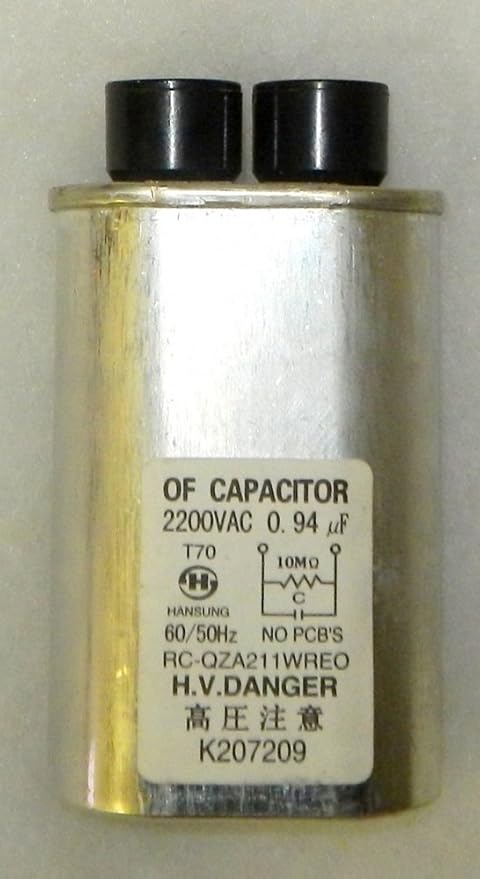 OF CAPACITOR
2200VAC 0.94 μF
T70
10MΩ
H
C
HANSUNG
60/50Hz NO PCB'S
RC-QZA211WREO
H.V.DANGER
高圧注意
K207209